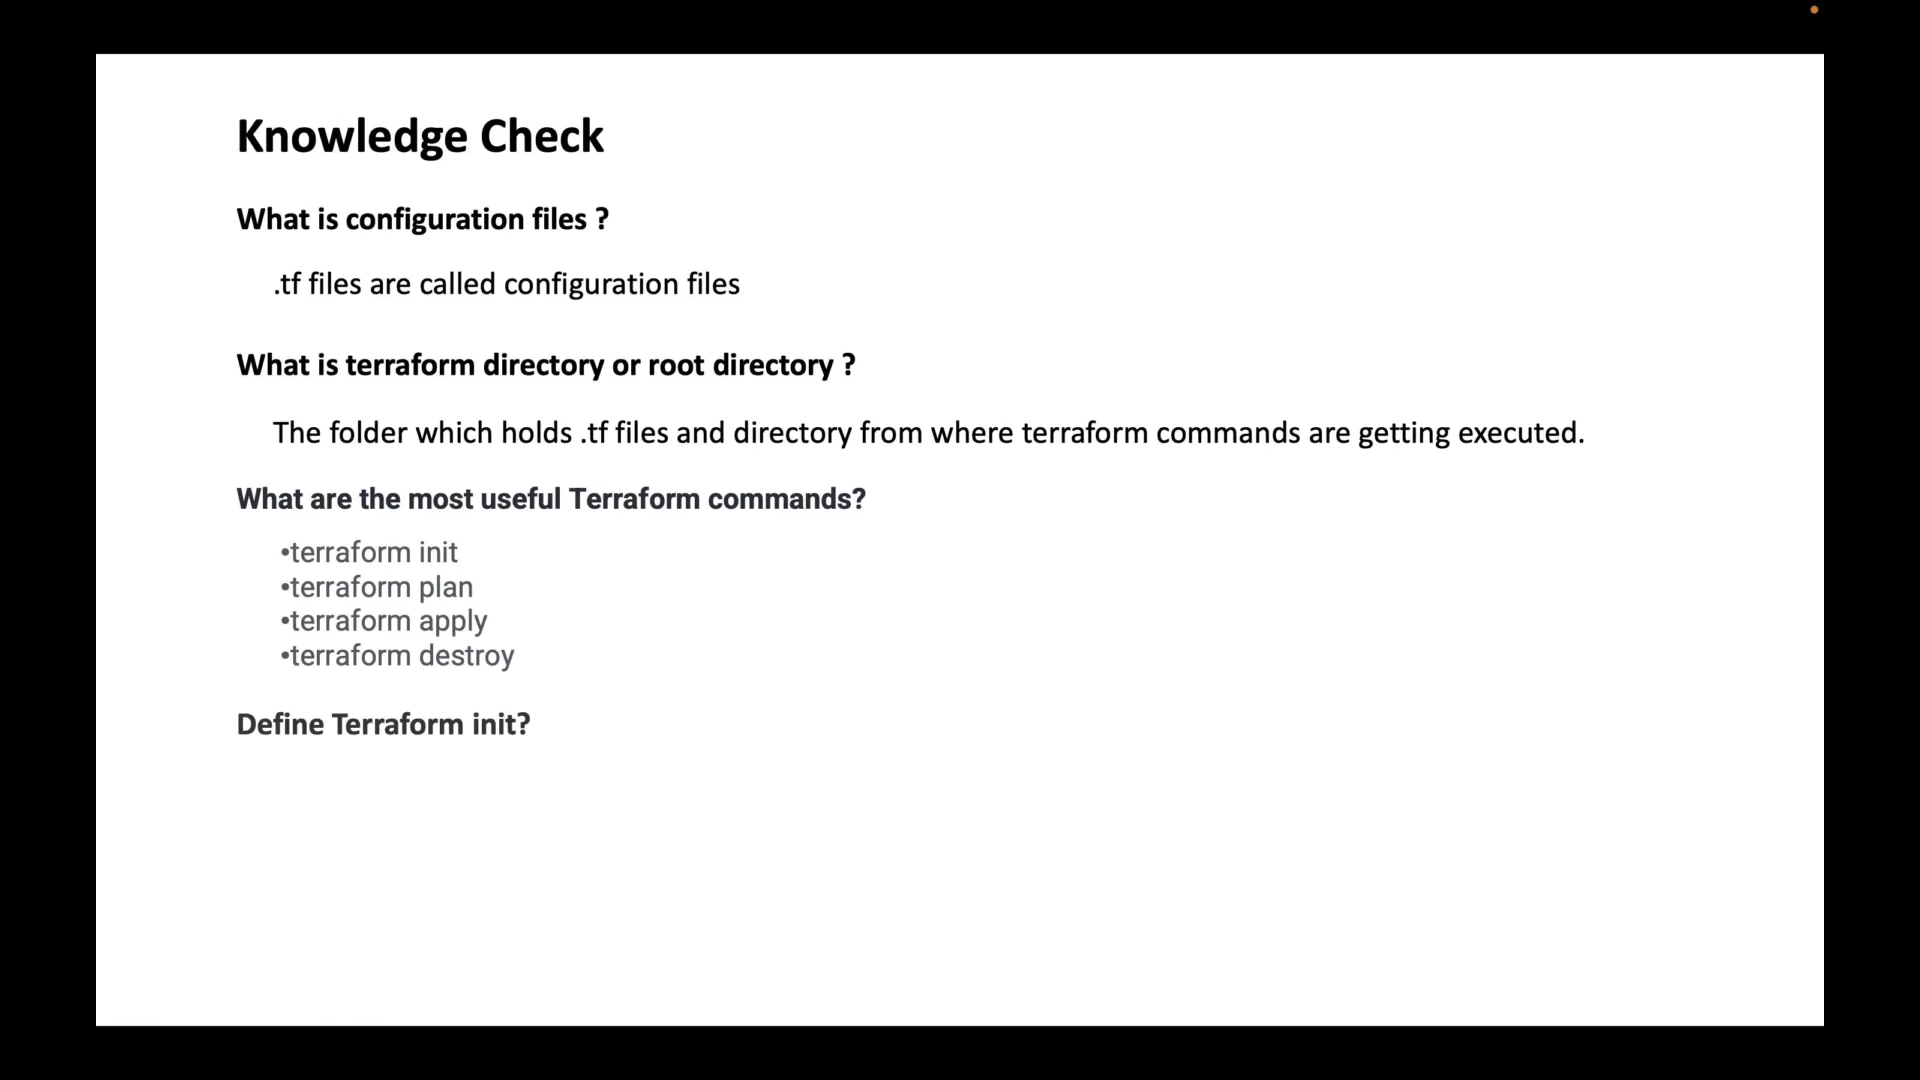 Knowledge Check
What is configuration files ?
.tf files are called configuration files
What is terraform directory or root directory ?
The folder which holds .tf files and directory from where terraform commands are getting executed.
What are the most useful Terraform commands?
•terraform init
•terraform plan
•terraform apply
•terraform destroy
Define Terraform init?